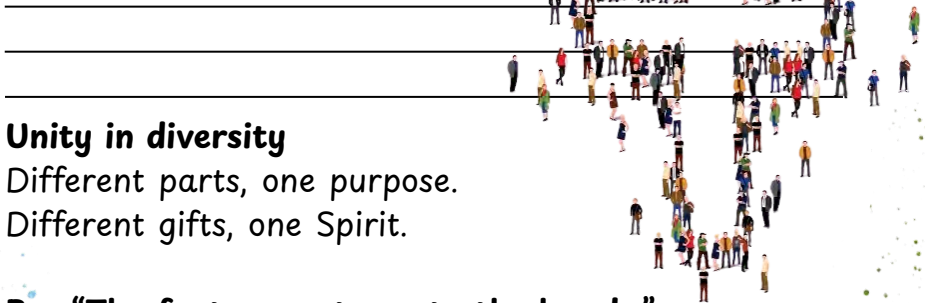 Unity in diversity
Different parts, one purpose.
Different gifts, one Spirit.